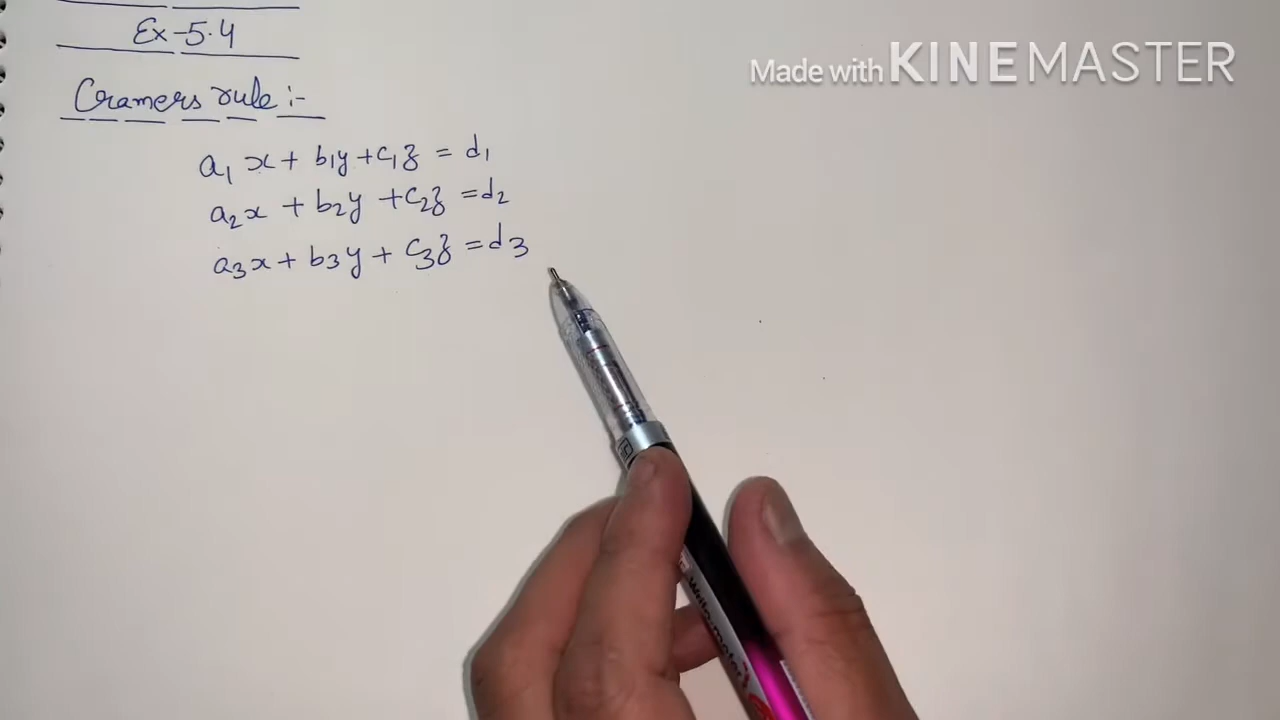 Ex-5.4
Made with KINEMASTER
Cramers rule :-
a₁x + b₁y + c₁z = d₁
a₂x + b₂y + c₂z = d₂
a₃x + b₃y + c₃z = d₃